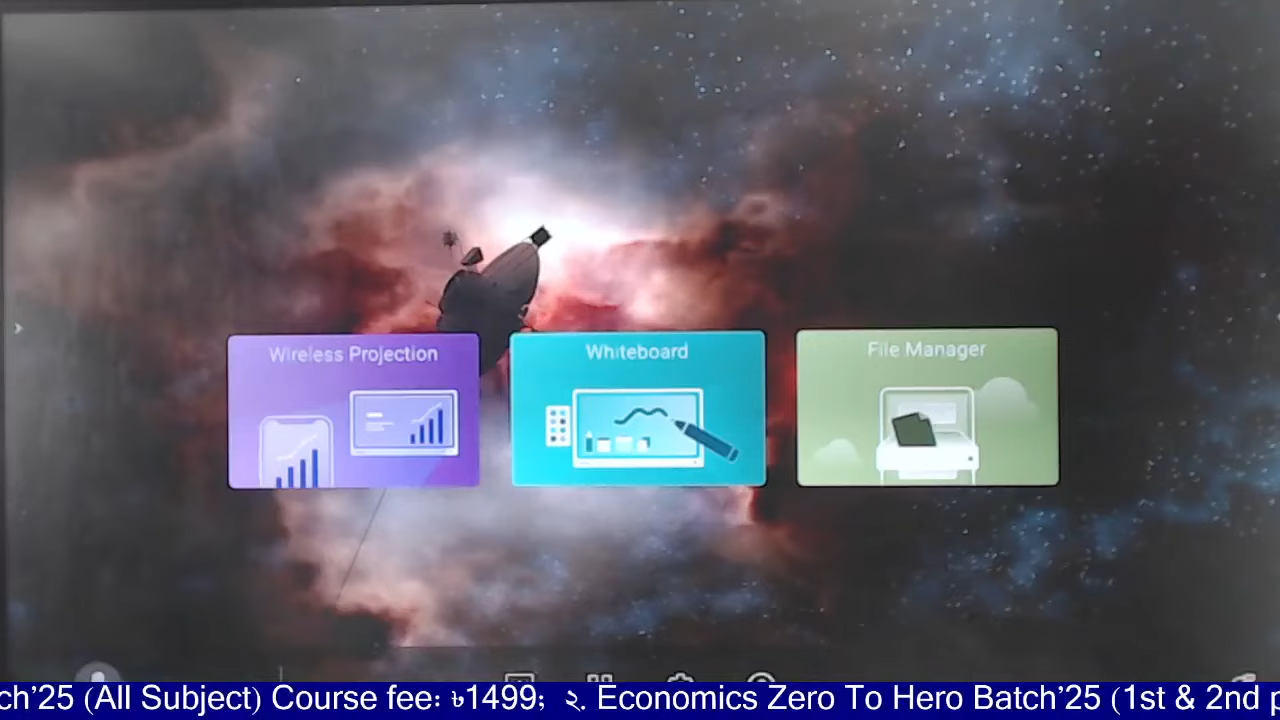 Wireless Projection
Whiteboard
File Manager
ch’25 (All Subject) Course fee: ৳1499; ২. Economics Zero To Hero Batch’25 (1st & 2nd p